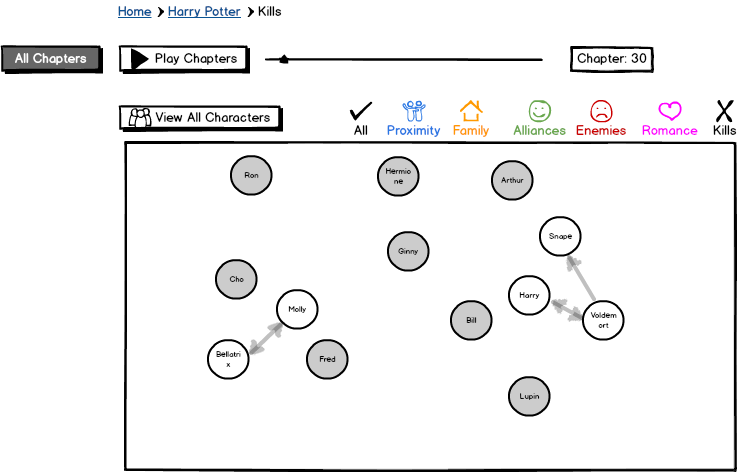 Home > Harry Potter > Kills
All Chapters
Play Chapters
Chapter: 30
View All Characters
All
Proximity
Family
Alliances
Enemies
Romance
Kills
Ron
Hermio
ne
Arthur
Snape
Ginny
Cho
Harry
Molly
Bill
Voldem
ort
Bellatri
x
Fred
Lupin